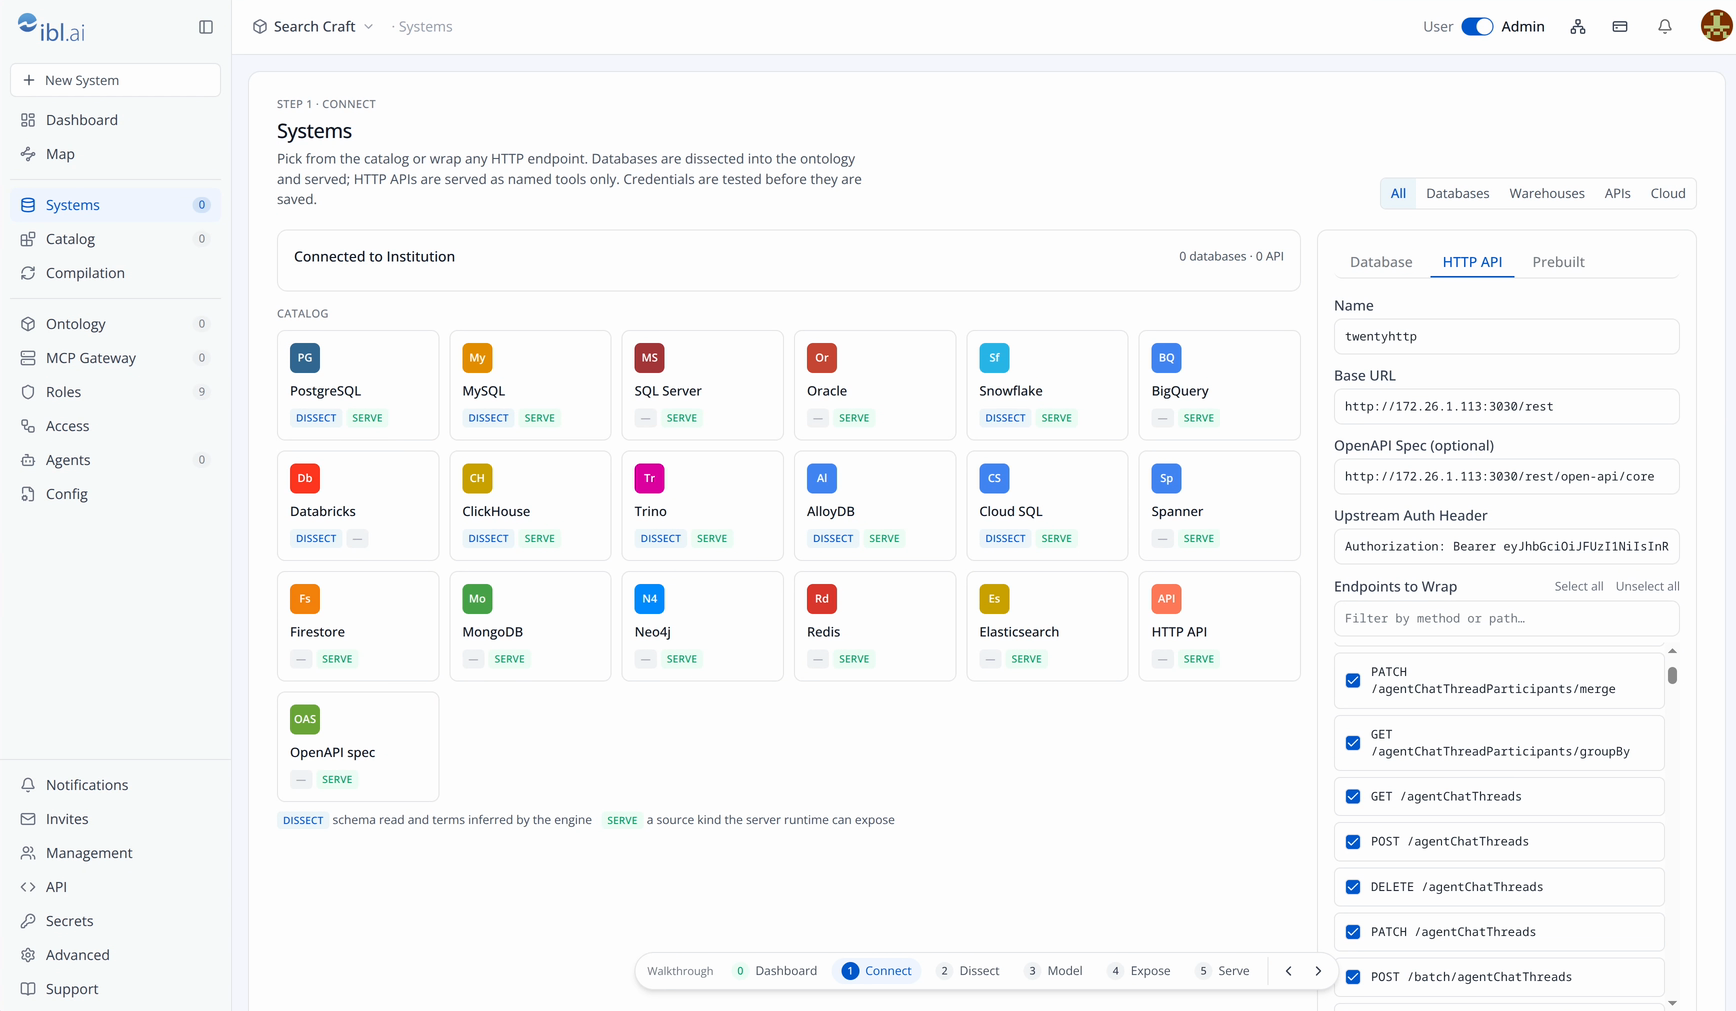 ibl.ai
New System
Dashboard
Map
Systems 0
Catalog 0
Compilation
Ontology 0
MCP Gateway 0
Roles 9
Access
Agents 0
Config
Notifications
Invites
Management
API
Secrets
Advanced
Support
Search Craft · Systems
User Admin
STEP 1 · CONNECT
Systems
Pick from the catalog or wrap any HTTP endpoint. Databases are dissected into the ontology
and served; HTTP APIs are served as named tools only. Credentials are tested before they are
saved.
All Databases Warehouses APIs Cloud
Connected to Institution 0 databases · 0 API
CATALOG
PG
PostgreSQL
DISSECT SERVE
My
MySQL
DISSECT SERVE
MS
SQL Server
— SERVE
Or
Oracle
— SERVE
Sf
Snowflake
DISSECT SERVE
BQ
BigQuery
— SERVE
Db
Databricks
DISSECT —
CH
ClickHouse
DISSECT SERVE
Tr
Trino
DISSECT SERVE
Al
AlloyDB
DISSECT SERVE
CS
Cloud SQL
DISSECT SERVE
Sp
Spanner
— SERVE
Fs
Firestore
— SERVE
Mo
MongoDB
— SERVE
N4
Neo4j
— SERVE
Rd
Redis
— SERVE
Es
Elasticsearch
— SERVE
API
HTTP API
— SERVE
OAS
OpenAPI spec
— SERVE
DISSECT schema read and terms inferred by the engine SERVE a source kind the server runtime can expose
Database HTTP API Prebuilt
Name
twentyhttp
Base URL
http://172.26.1.113:3030/rest
OpenAPI Spec (optional)
http://172.26.1.113:3030/rest/open-api/core
Upstream Auth Header
Authorization: Bearer eyJhbGciOiJFUzI1NiIsInR
Endpoints to Wrap Select all Unselect all
Filter by method or path…
PATCH
/agentChatThreadParticipants/merge
GET
/agentChatThreadParticipants/groupBy
GET /agentChatThreads
POST /agentChatThreads
DELETE /agentChatThreads
PATCH /agentChatThreads
POST /batch/agentChatThreads
Walkthrough 0 Dashboard 1 Connect 2 Dissect 3 Model 4 Expose 5 Serve